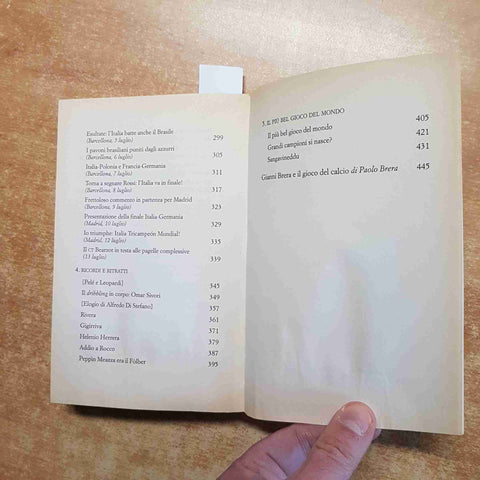 Esultate: l'Italia batte anche il Brasile
(Barcellona, 5 luglio) 299
I pavoni brasiliani puniti dagli azzurri
(Barcellona, 6 luglio) 305
Italia-Polonia e Francia-Germania
(Barcellona, 7 luglio) 311
Torna a segnare Rossi: l'Italia va in finale!
(Barcellona, 8 luglio) 317
Frettoloso commento in partenza per Madrid
(Barcellona, 9 luglio) 323
Presentazione della finale Italia-Germania
(Madrid, 10 luglio) 329
Io triumphe: Italia Tricampeón Mundial!
(Madrid, 12 luglio) 335
Il CT Bearzot in testa alle pagelle complessive
(13 luglio) 339
4. RICORDI E RITRATTI
[Pelé e Leopardi] 345
Il dribbling in corpo: Omar Sivori 349
[Elogio di Alfredo Di Stefano] 357
Rivera 361
Gigirriva 371
Helenio Herrera 379
Addio a Rocco 387
Peppìn Meazza era il Fòlber 395
5. IL PIÙ BEL GIOCO DEL MONDO
Il più bel gioco del mondo 405
Grandi campioni si nasce? 421
Sangavineddu 431
Gianni Brera e il gioco del calcio di Paolo Brera 445